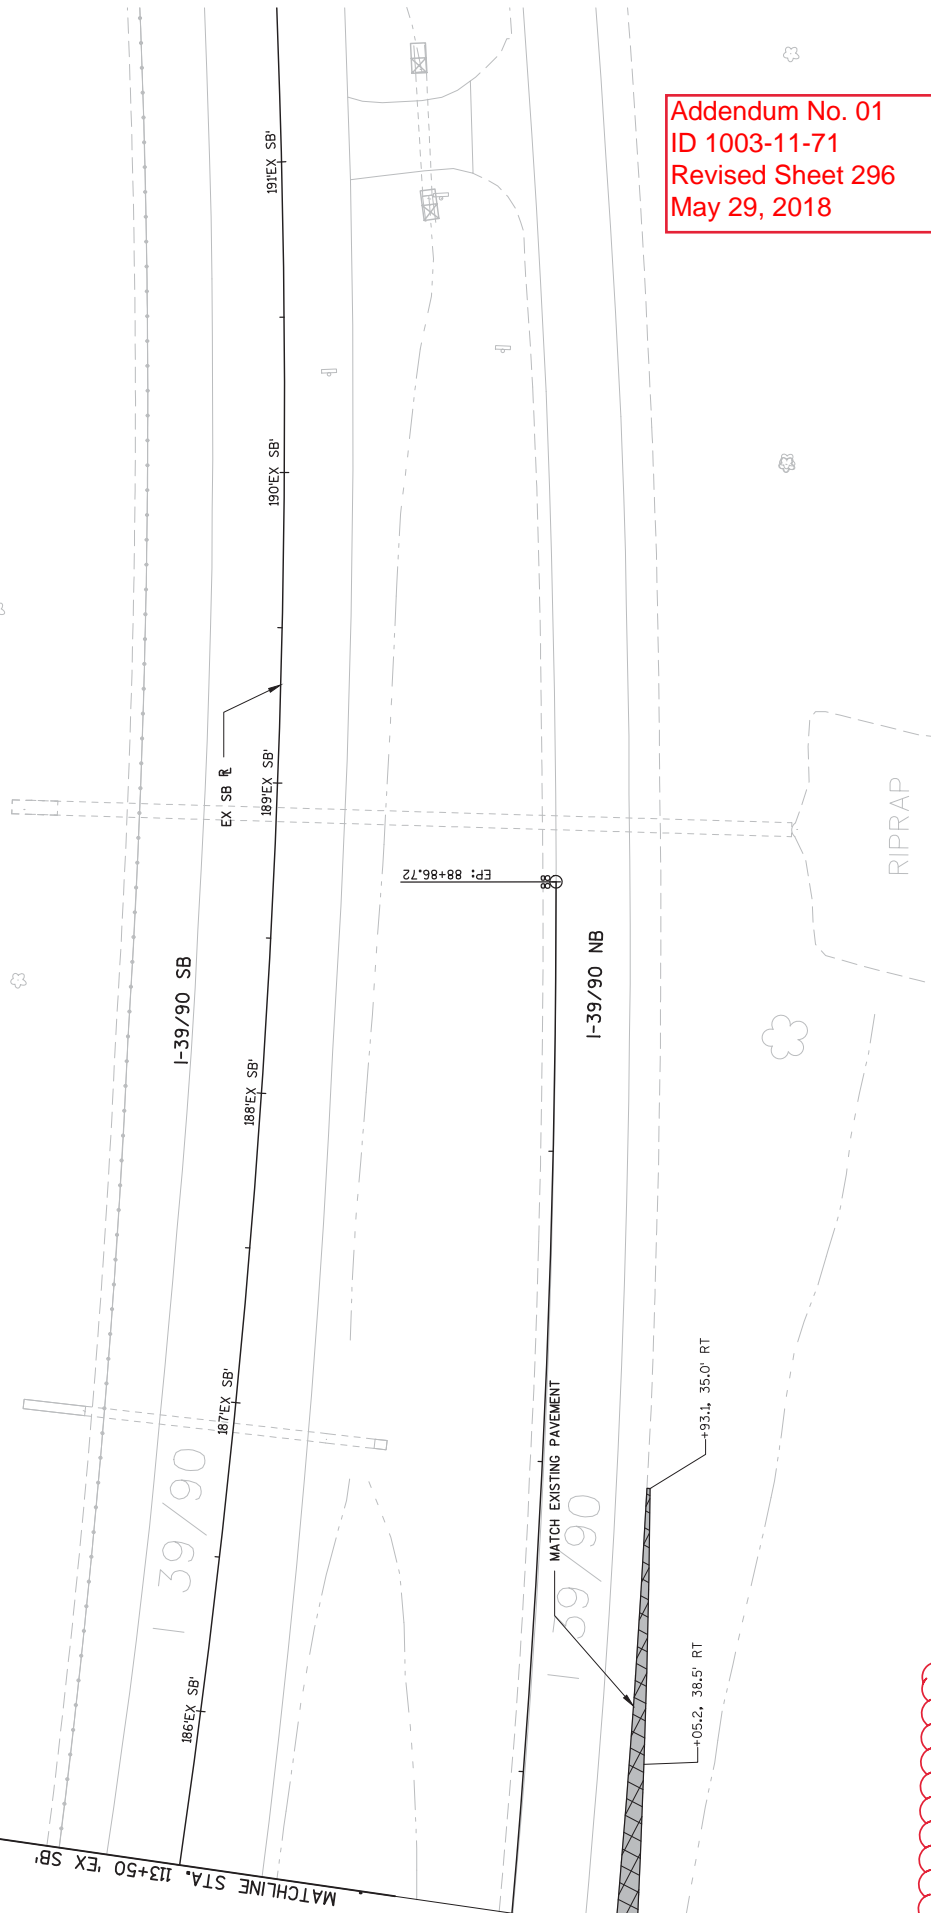 Addendum No. 01
ID 1003-11-71
Revised Sheet 296
May 29, 2018
191'EX SB'
190'EX SB'
EX SB R
189'EX SB'
EP: 88+86.72
88
RIPRAP
I-39/90 SB
I-39/90 NB
188'EX SB'
187'EX SB'
+93.1, 35.0' RT
MATCH EXISTING PAVEMENT
I 39/90
I 39/90
186'EX SB'
+05.2, 38.5' RT
MATCHLINE STA. 113+50 'EX SB'